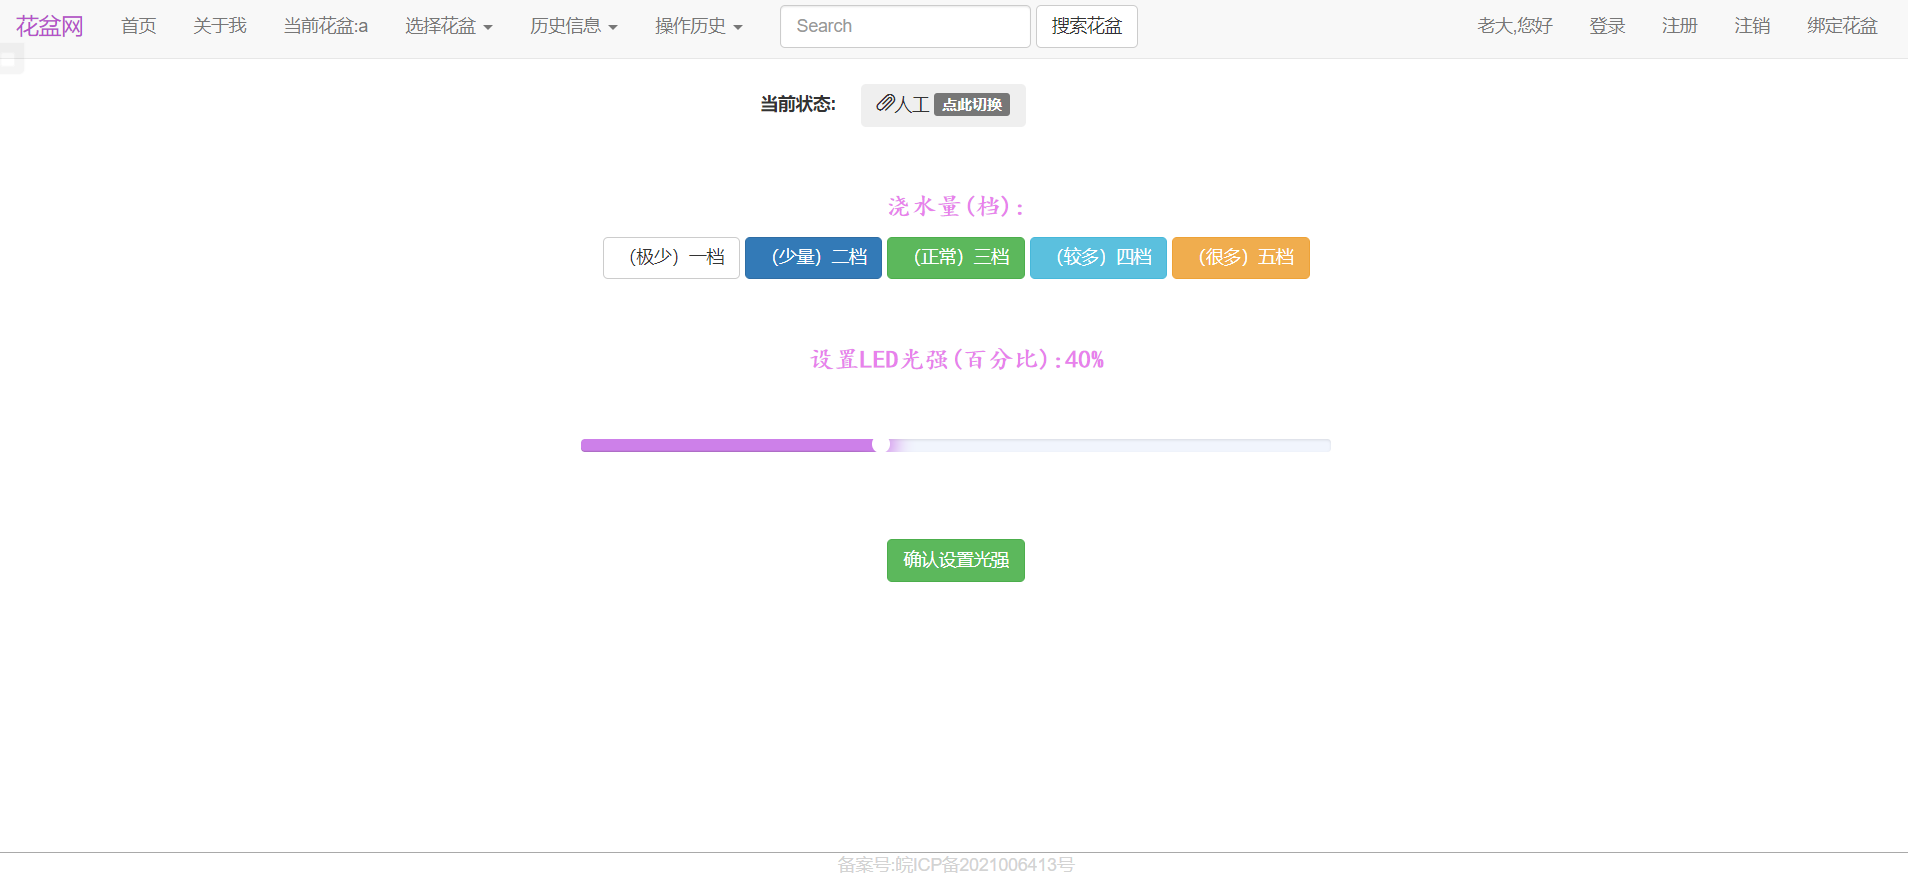 花盆网 首页 关于我 当前花盆:a 选择花盆 历史信息 操作历史 Search 搜索花盆 老大,您好 登录 注册 注销 绑定花盆
当前状态: 人工 点此切换
浇水量(档):
（极少）一档 （少量）二档 （正常）三档 （较多）四档 （很多）五档
设置LED光强(百分比):40%
确认设置光强
备案号:皖ICP备2021006413号